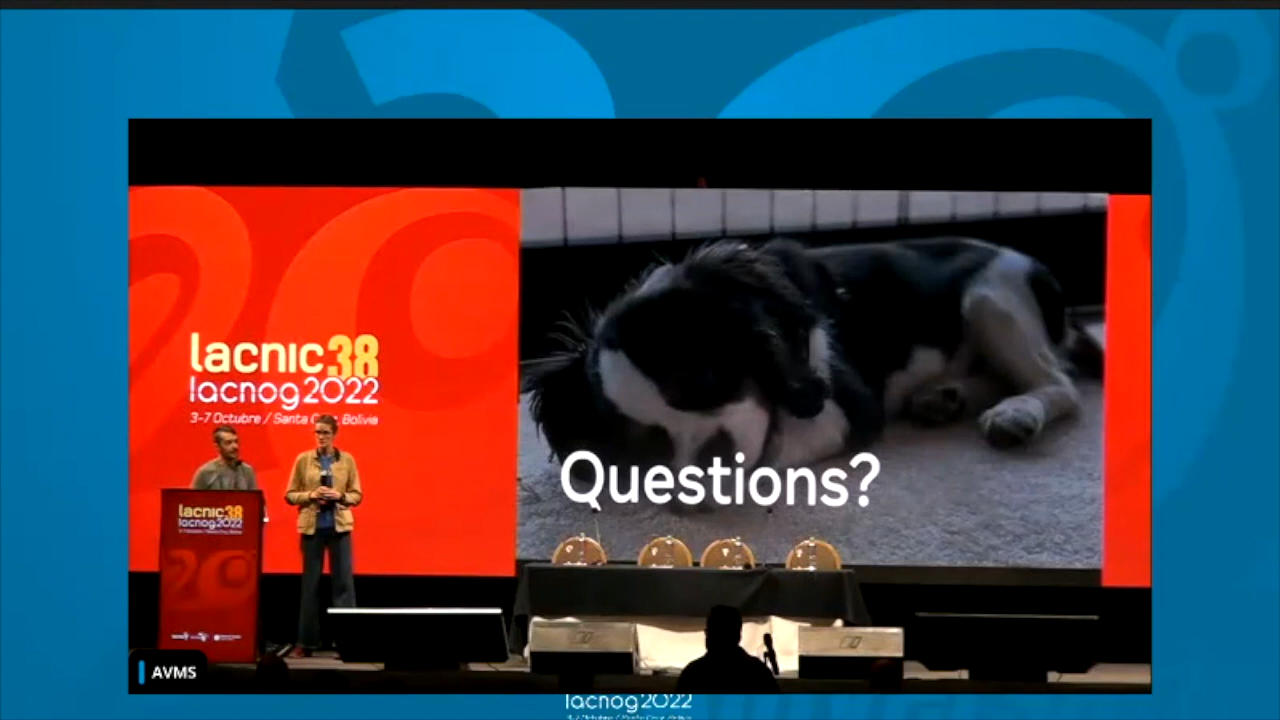 lacnic38
lacnog2022
3-7 Octubre / Santa Cruz, Bolivia
Questions?
lacnic38
lacnog2022
AVMS
lacnog2022